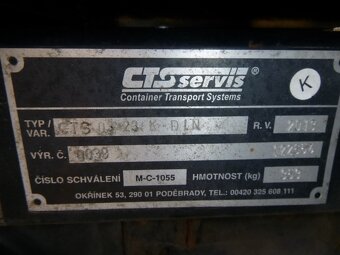 CTS servis ®
Container Transport Systems
K
TYP / VAR. CTS R. V.
VÝR. Č.
ČÍSLO SCHVÁLENÍ M-C-1055 HMOTNOST (kg)
OKŘÍNEK 53, 290 01 PODĚBRADY, TEL.: 00420 325 608 111